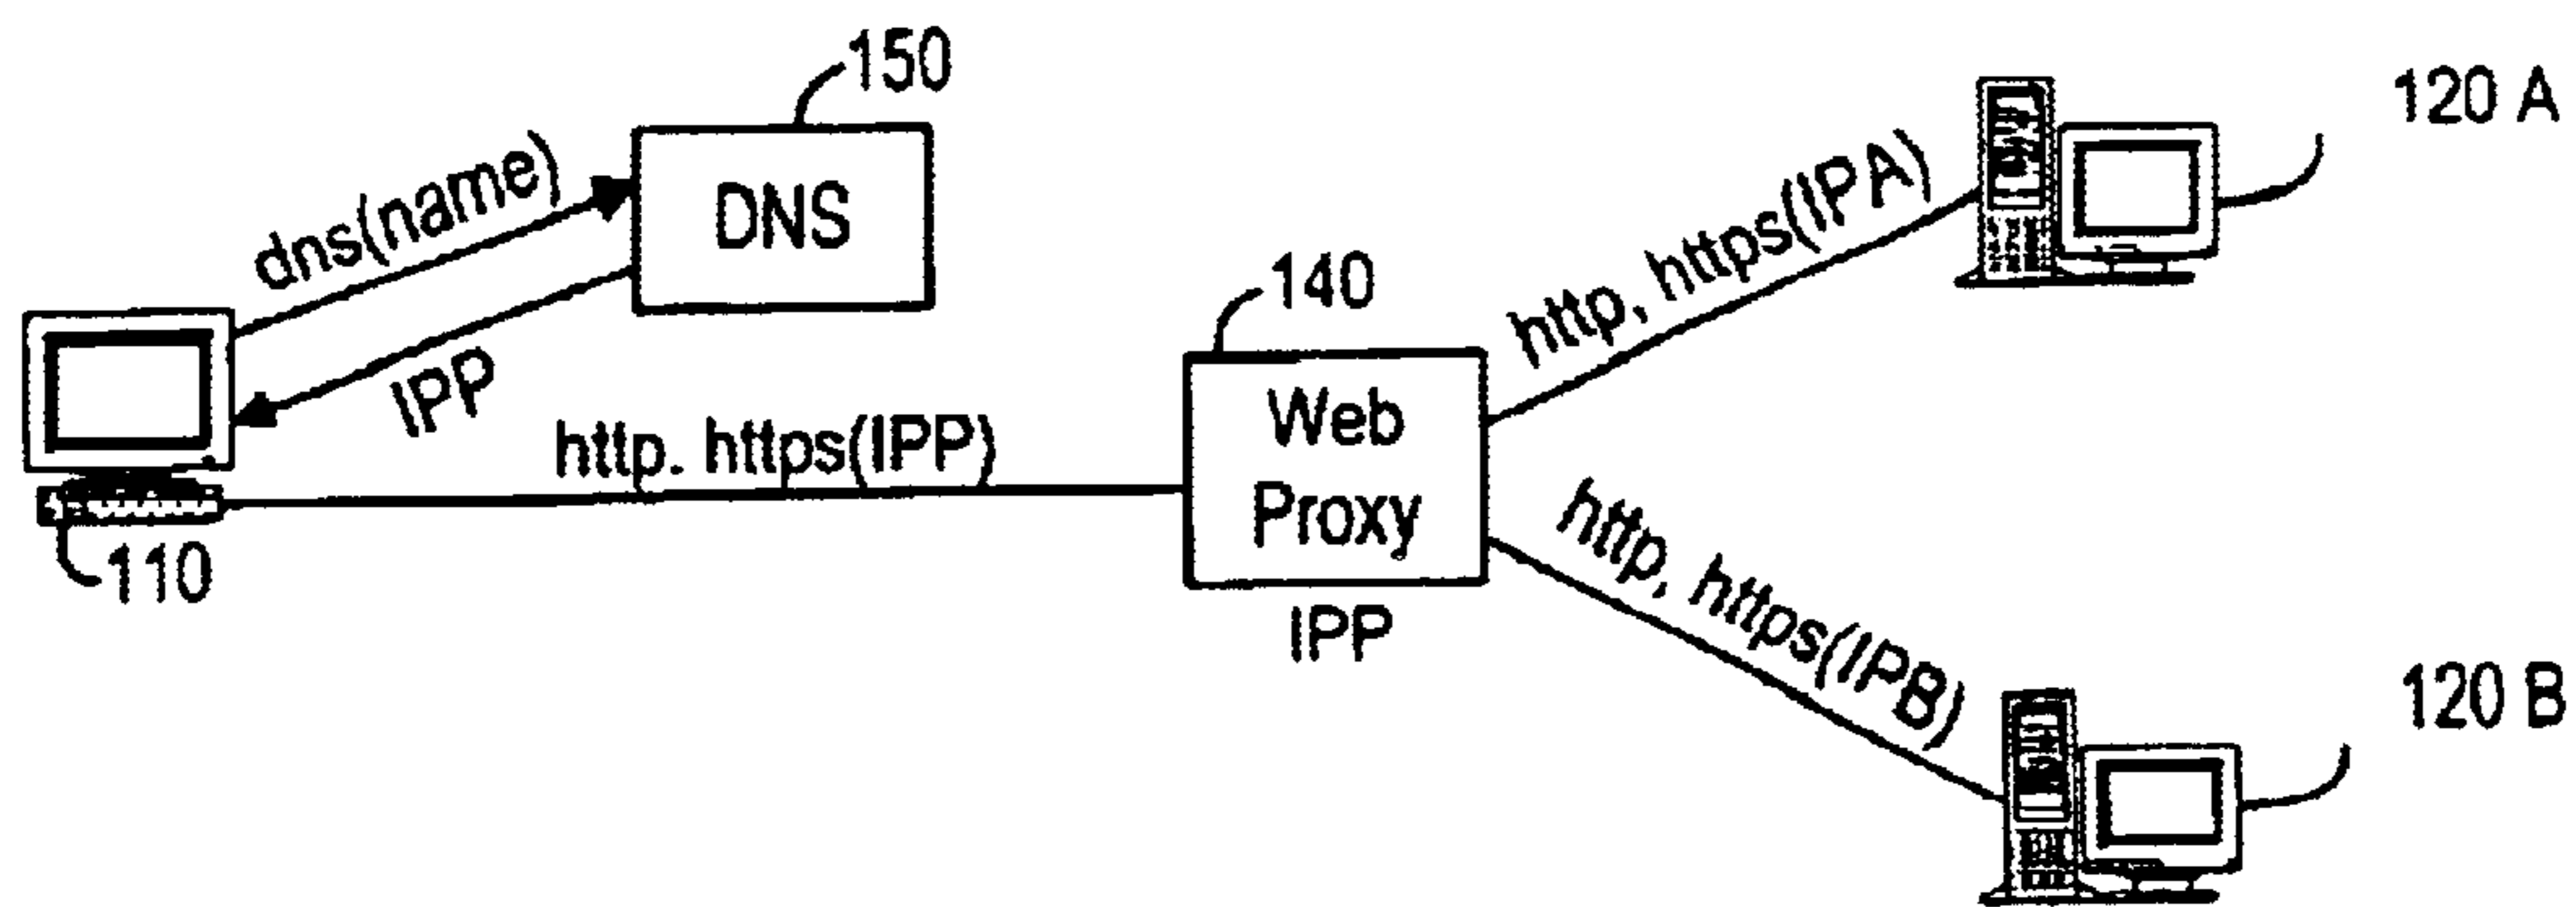 150
120 A
DNS
dns(name)
IPP
http, https(IPA)
140
http. https(IPP)
Web
Proxy
IPP
110
http, https(IPB)
120 B